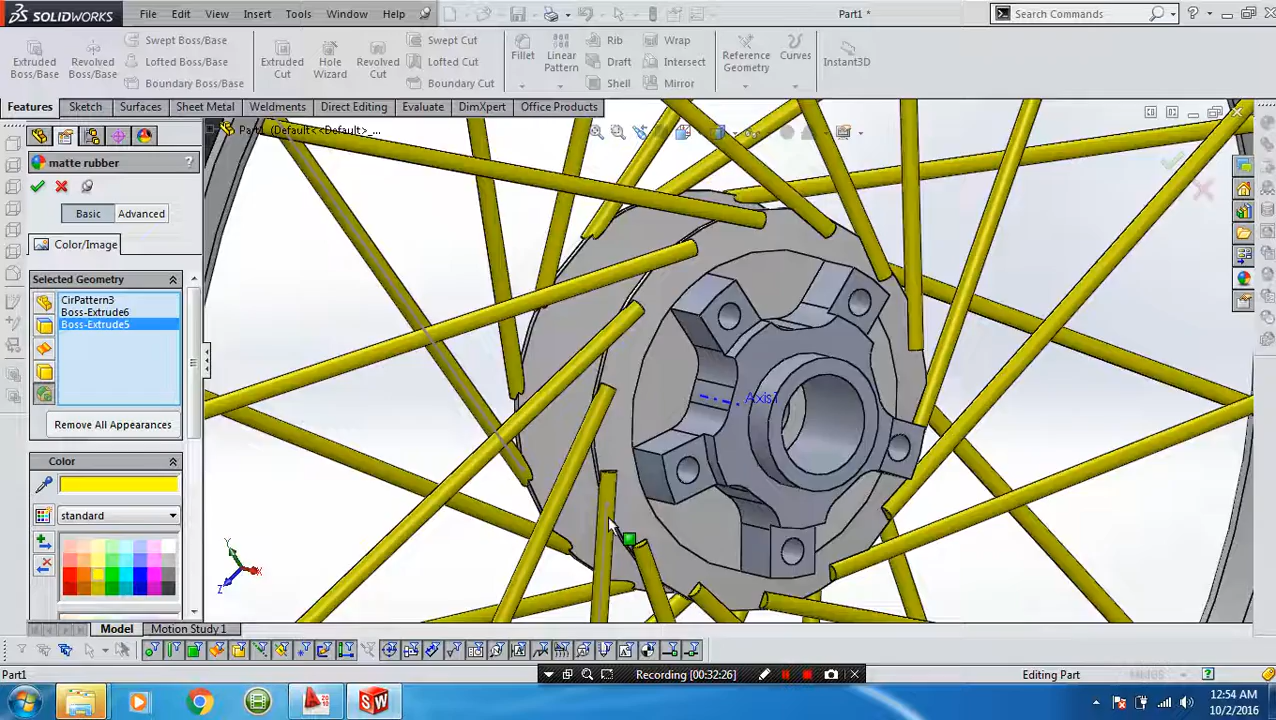 SOLIDWORKS File Edit View Insert Tools Window Help Part1 * Search Commands
Extruded Boss/Base
Revolved Boss/Base
Swept Boss/Base
Lofted Boss/Base
Boundary Boss/Base
Extruded Cut
Hole Wizard
Revolved Cut
Swept Cut
Lofted Cut
Boundary Cut
Fillet
Linear Pattern
Rib
Draft
Shell
Wrap
Intersect
Mirror
Reference Geometry
Curves
Instant3D
Features Sketch Surfaces Sheet Metal Weldments Direct Editing Evaluate DimXpert Office Products
Part1 (Default<<Default>_...
matte rubber ?
Basic Advanced
Color/Image
Selected Geometry
CirPattern3
Boss-Extrude6
Boss-Extrude5
Remove All Appearances
Color
standard
Axis1
Y
X
Z
Model Motion Study 1
Part1 Recording [00:32:26] Editing Part MMGS
12:54 AM
10/2/2016